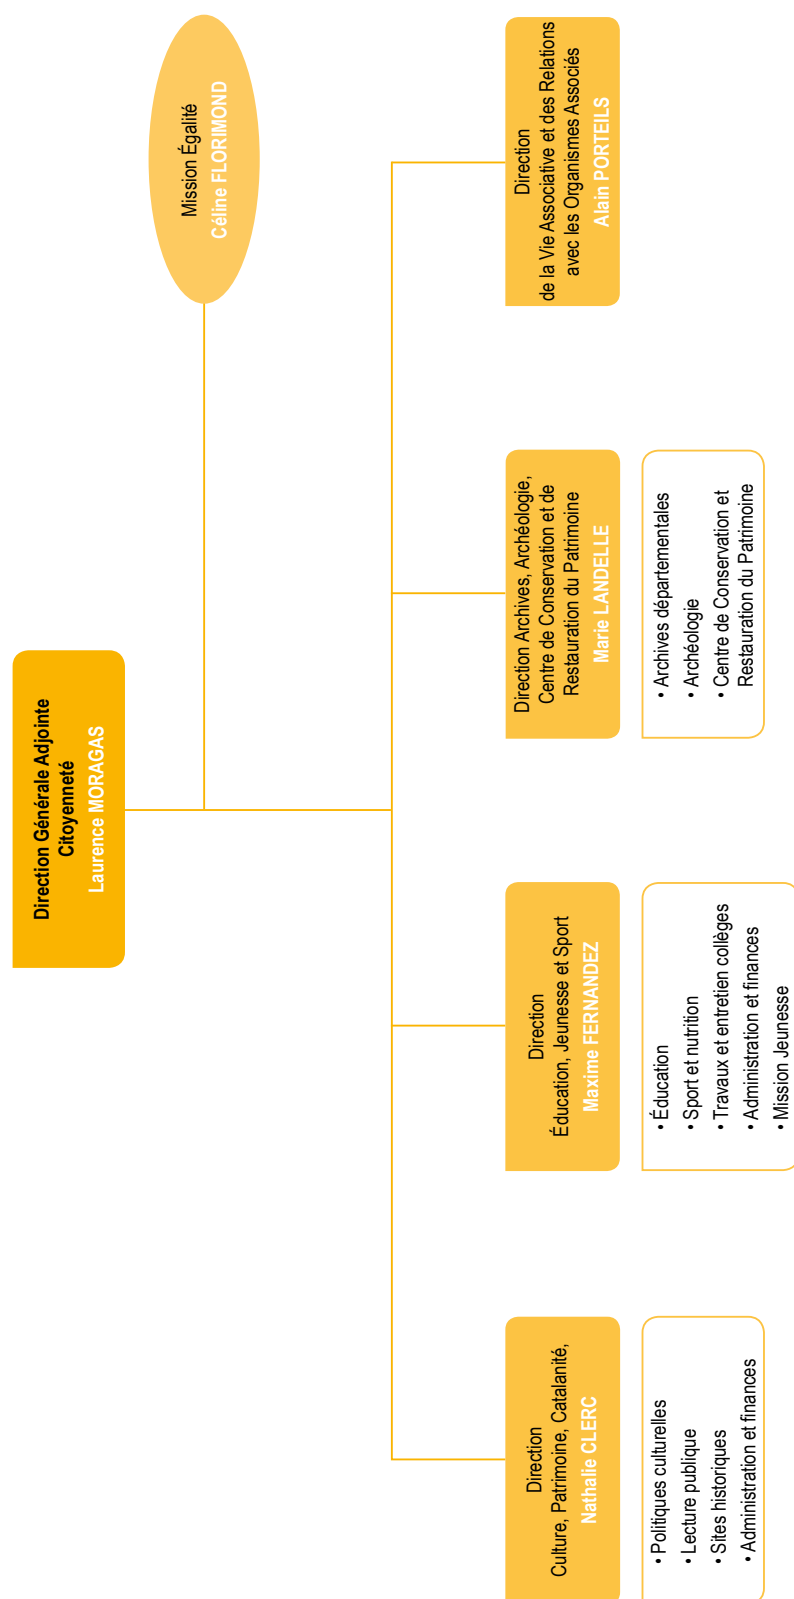 Direction Générale Adjointe
Citoyenneté
Laurence MORAGAS
Mission Égalité
Céline FLORIMOND
Direction
Culture, Patrimoine, Catalanité,
Nathalie CLERC
• Politiques culturelles
• Lecture publique
• Sites historiques
• Administration et finances
Direction
Éducation, Jeunesse et Sport
Maxime FERNANDEZ
• Éducation
• Sport et nutrition
• Travaux et entretien collèges
• Administration et finances
• Mission Jeunesse
Direction Archives, Archéologie,
Centre de Conservation et de
Restauration du Patrimoine
Marie LANDELLE
• Archives départementales
• Archéologie
• Centre de Conservation et
Restauration du Patrimoine
Direction
de la Vie Associative et des Relations
avec les Organismes Associés
Alain PORTEILS